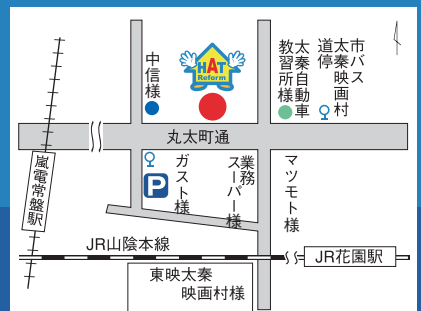 中信様
HAT
Reform
太秦自動車
教習所様
市バス
太秦映画村
道停
丸太町通
嵐電常盤駅
P
ガスト様
業務
スーパー様
マツモト様
JR山陰本線
JR花園駅
東映太秦
映画村様